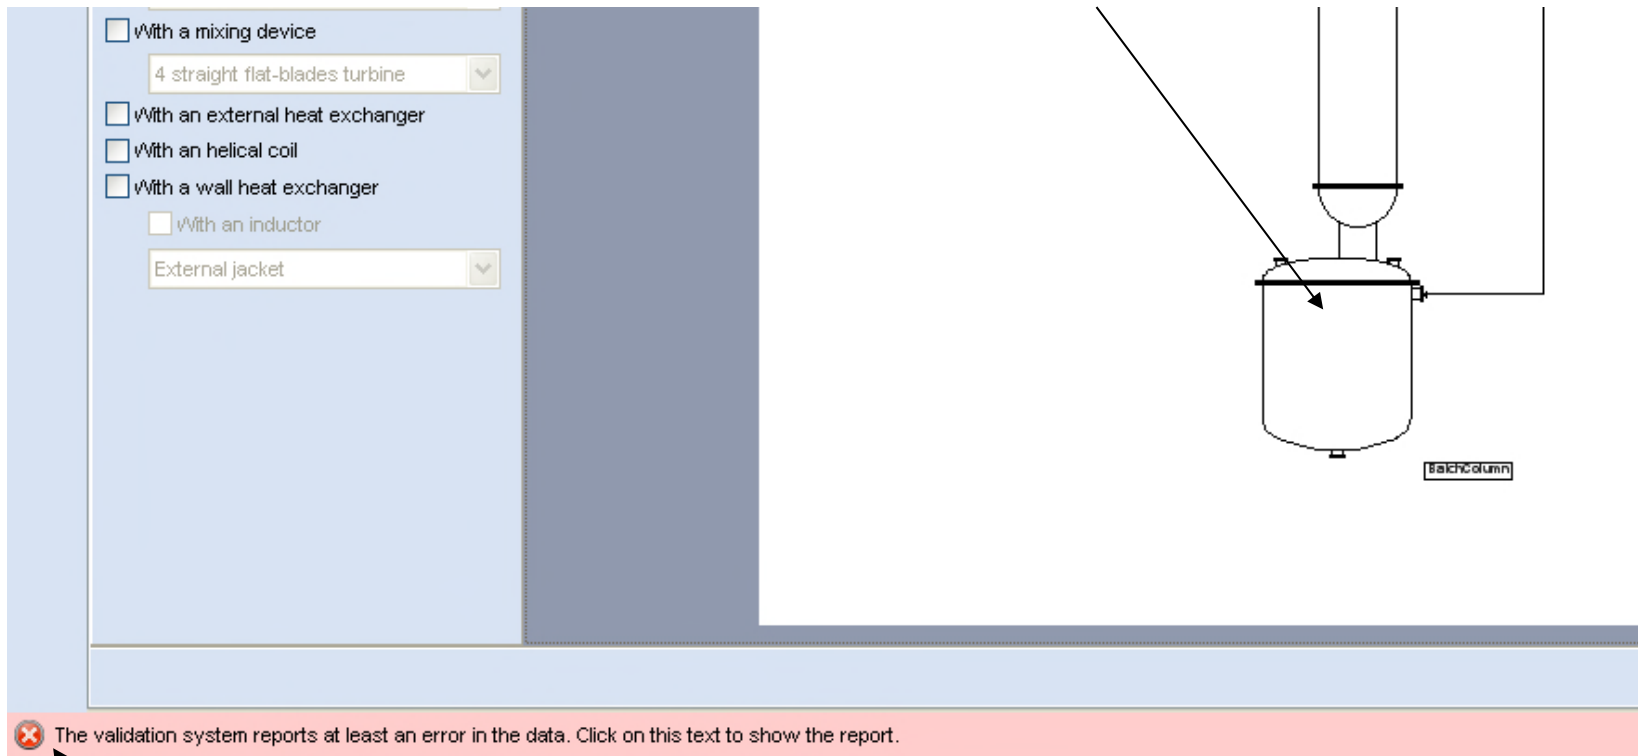 With a mixing device
4 straight flat-blades turbine
With an external heat exchanger
With an helical coil
With a wall heat exchanger
With an inductor
External jacket
BatchColumn
The validation system reports at least an error in the data. Click on this text to show the report.